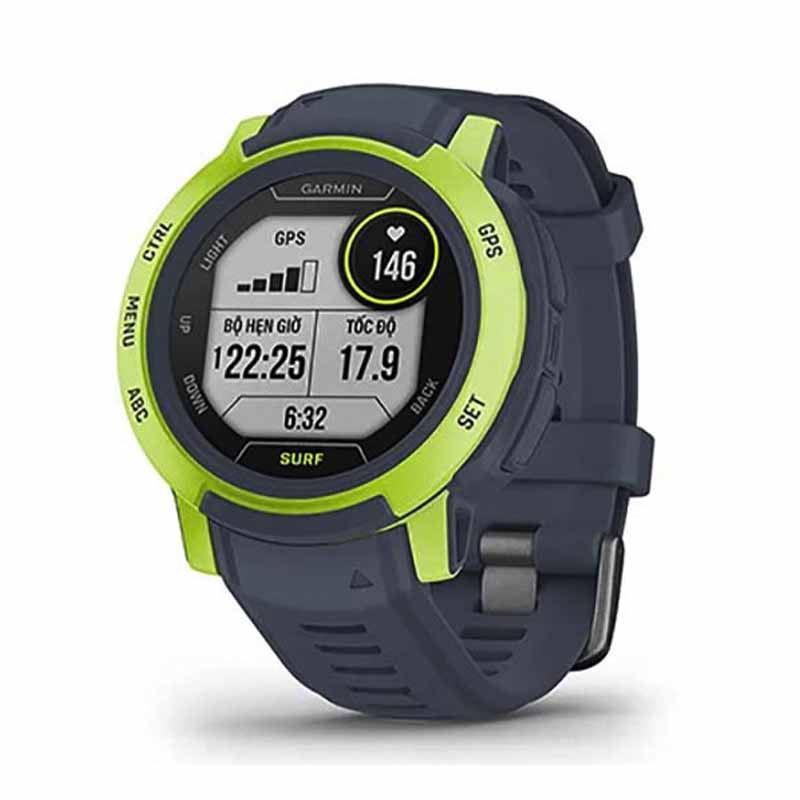 GARMIN
GPS
146
BỘ HẸN GIỜ
TỐC ĐỘ
122:25
17.9
6:32
SURF
CTRL
LIGHT
MENU
UP
ABC
DOWN
GPS
BACK
SET